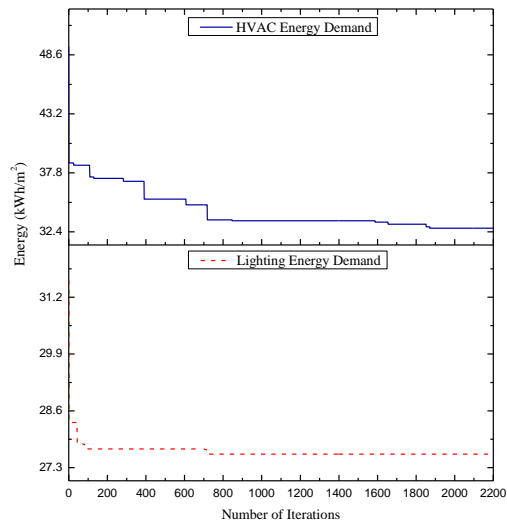 HVAC Energy Demand
48.6
43.2
37.8
32.4
Energy (kWh/m²)
Lighting Energy Demand
31.2
29.9
28.6
27.3
0 200 400 600 800 1000 1200 1400 1600 1800 2000 2200
Number of Iterations